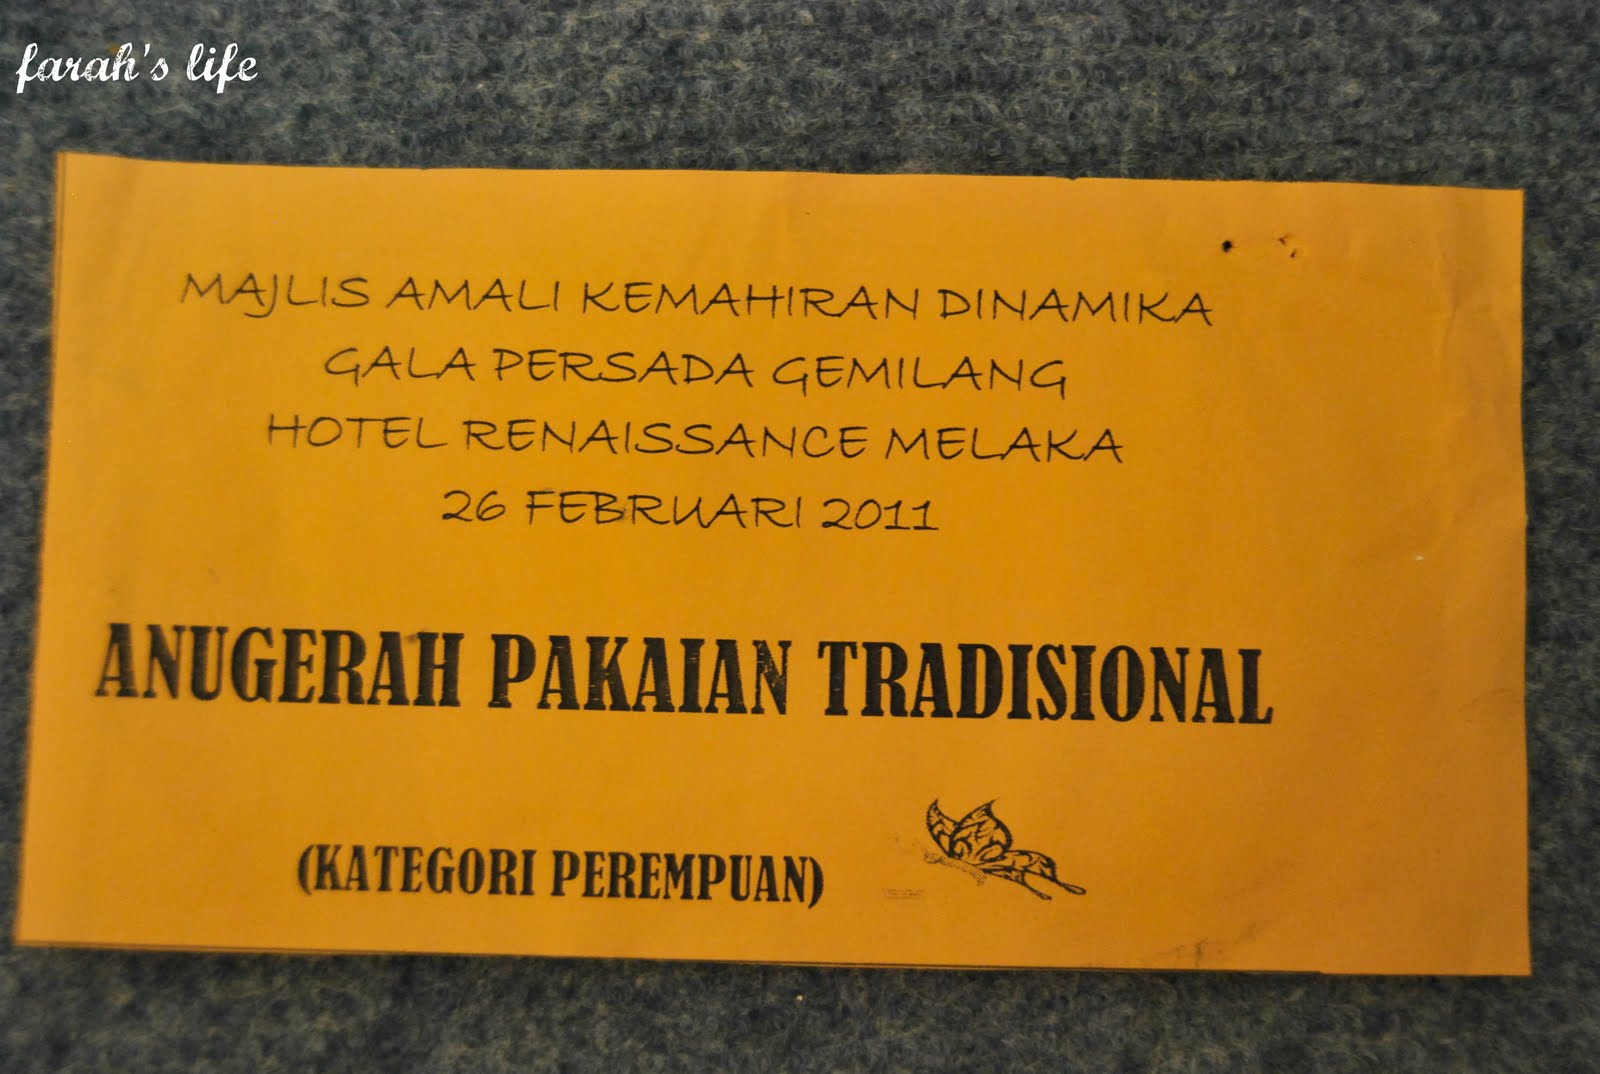 farah's life
MAJLIS AMALI KEMAHIRAN DINAMIKA
GALA PERSADA GEMILANG
HOTEL RENAISSANCE MELAKA
26 FEBRUARI 2011
ANUGERAH PAKAIAN TRADISIONAL
(KATEGORI PEREMPUAN)